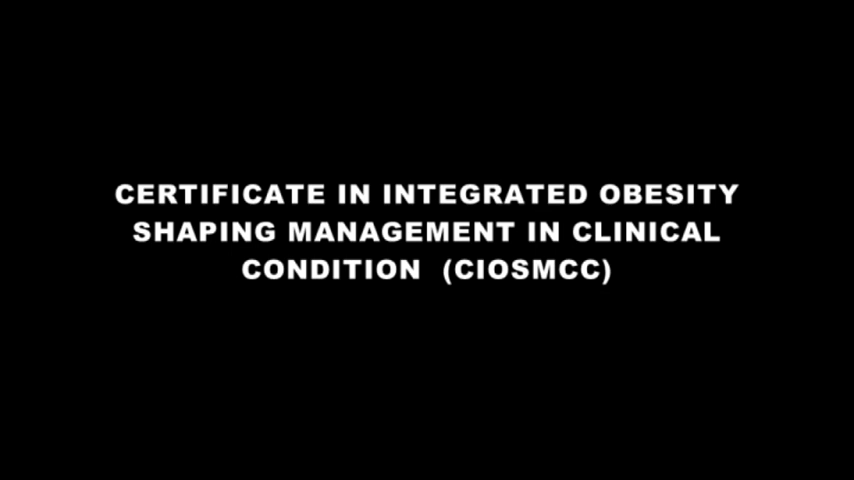 CERTIFICATE IN INTEGRATED OBESITY
SHAPING MANAGEMENT IN CLINICAL
CONDITION (CIOSMCC)